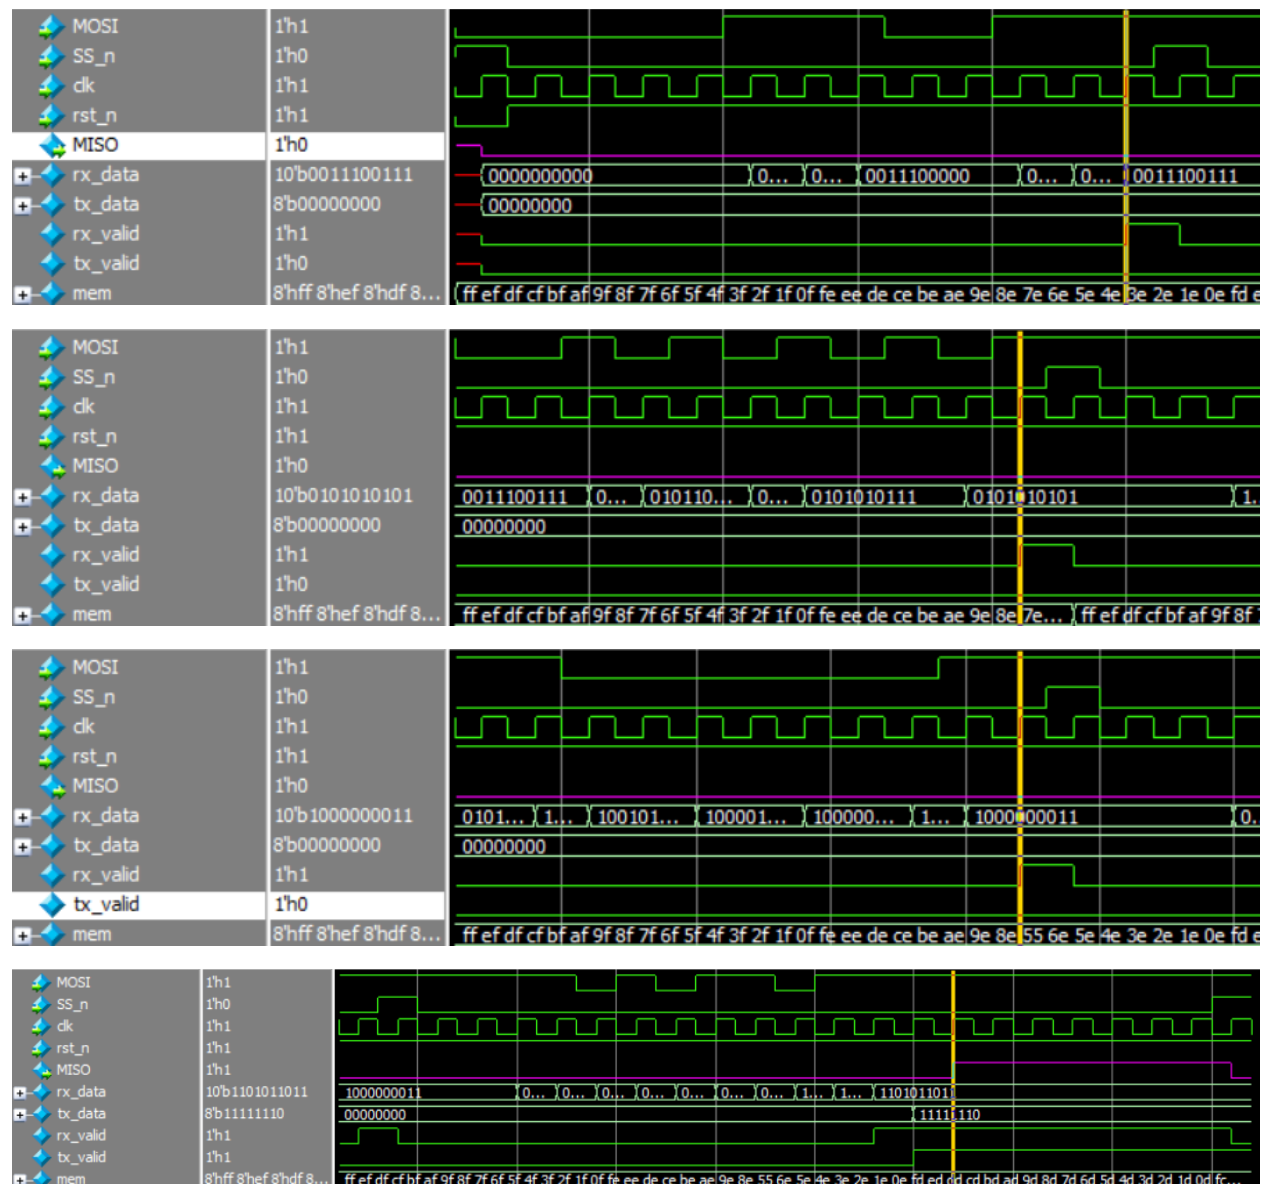 MOSI 1'h1
SS_n 1'h0
clk 1'h1
rst_n 1'h1
MISO 1'h0
rx_data 10'b0011100111 0000000000 0... 0... 0011100000 0... 0... 0011100111
tx_data 8'b00000000 00000000
rx_valid 1'h1
tx_valid 1'h0
mem 8'hff 8'hef 8'hdf 8... ff ef df cf bf af 9f 8f 7f 6f 5f 4f 3f 2f 1f 0f fe ee de ce be ae 9e 8e 7e 6e 5e 4e 3e 2e 1e 0e fd e
MOSI 1'h1
SS_n 1'h0
clk 1'h1
rst_n 1'h1
MISO 1'h0
rx_data 10'b0101010101 0011100111 0... 010110... 0... 0101010111 0101010101 1.
tx_data 8'b00000000 00000000
rx_valid 1'h1
tx_valid 1'h0
mem 8'hff 8'hef 8'hdf 8... ff ef df cf bf af 9f 8f 7f 6f 5f 4f 3f 2f 1f 0f fe ee de ce be ae 9e 8e 7e... ff ef df cf bf af 9f 8f
MOSI 1'h1
SS_n 1'h0
clk 1'h1
rst_n 1'h1
MISO 1'h0
rx_data 10'b1000000011 0101... 1... 100101... 100001... 100000... 1... 1000000011 0.
tx_data 8'b00000000 00000000
rx_valid 1'h1
tx_valid 1'h0
mem 8'hff 8'hef 8'hdf 8... ff ef df cf bf af 9f 8f 7f 6f 5f 4f 3f 2f 1f 0f fe ee de ce be ae 9e 8e 55 6e 5e 4e 3e 2e 1e 0e fd e
MOSI 1'h1
SS_n 1'h0
clk 1'h1
rst_n 1'h1
MISO 1'h1
rx_data 10'b1101011011 1000000003 0... 0... 0... 0... 0... 0... 0... 1... 1... 110101101
tx_data 8'b11111110 00000000 11111110
rx_valid 1'h1
tx_valid 1'h1
mem 8'hff 8'hef 8'hdf 8... ff ef df cf bf af 9f 8f 7f 6f 5f 4f 3f 2f 1f 0f fe ee de ce be ae 9e 8e 55 6e 5e 4e 3e 2e 1e 0e fd ed dd cd bd ad 9d 8d 7d 6d 5d 4d 3d 2d 1d 0d fc...